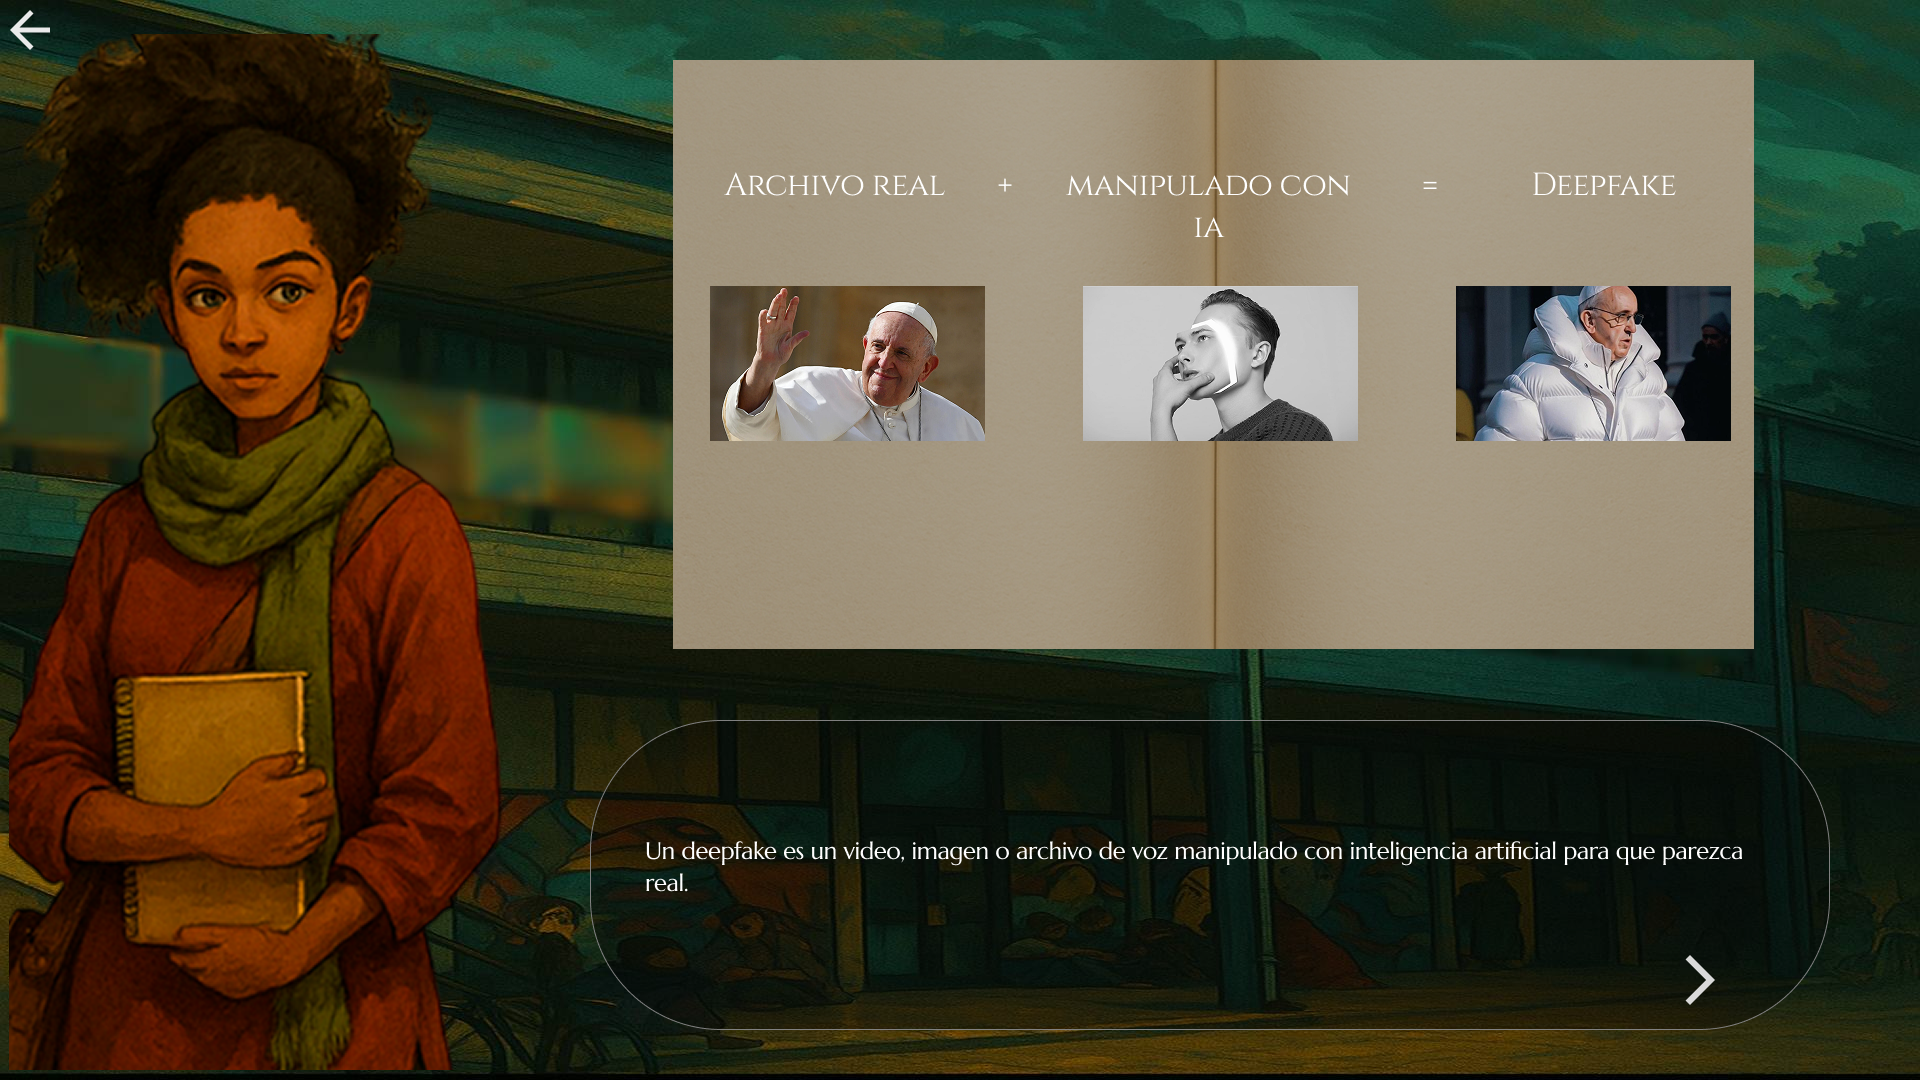 Archivo real + manipulado con = Deepfake
IA
Un deepfake es un video, imagen o archivo de voz manipulado con inteligencia artificial para que parezca
real.